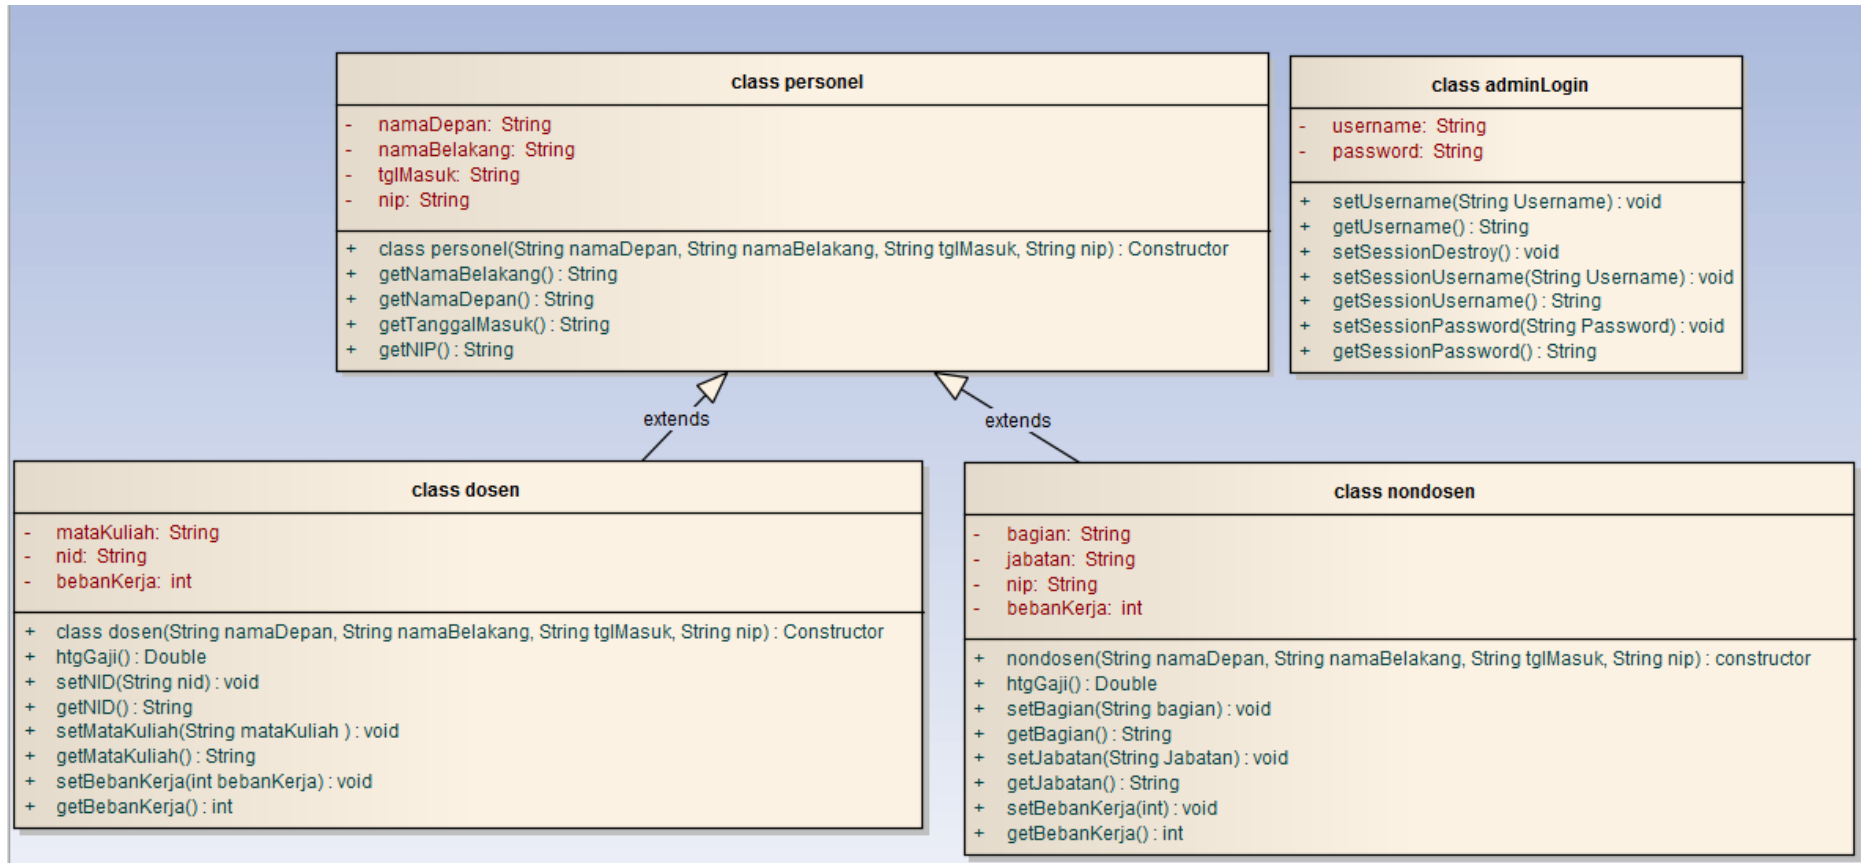 class personel
- namaDepan: String
- namaBelakang: String
- tglMasuk: String
- nip: String
+ class personel(String namaDepan, String namaBelakang, String tglMasuk, String nip) : Constructor
+ getNamaBelakang() : String
+ getNamaDepan() : String
+ getTanggalMasuk() : String
+ getNIP() : String
class adminLogin
- username: String
- password: String
+ setUsername(String Username) : void
+ getUsername() : String
+ setSessionDestroy() : void
+ setSessionUsername(String Username) : void
+ getSessionUsername() : String
+ setSessionPassword(String Password) : void
+ getSessionPassword() : String
extends
extends
class dosen
- mataKuliah: String
- nid: String
- bebanKerja: int
+ class dosen(String namaDepan, String namaBelakang, String tglMasuk, String nip) : Constructor
+ htgGaji() : Double
+ setNID(String nid) : void
+ getNID() : String
+ setMataKuliah(String mataKuliah ) : void
+ getMataKuliah() : String
+ setBebanKerja(int bebanKerja) : void
+ getBebanKerja() : int
class nondosen
- bagian: String
- jabatan: String
- nip: String
- bebanKerja: int
+ nondosen(String namaDepan, String namaBelakang, String tglMasuk, String nip) : constructor
+ htgGaji() : Double
+ setBagian(String bagian) : void
+ getBagian() : String
+ setJabatan(String Jabatan) : void
+ getJabatan() : String
+ setBebanKerja(int) : void
+ getBebanKerja() : int